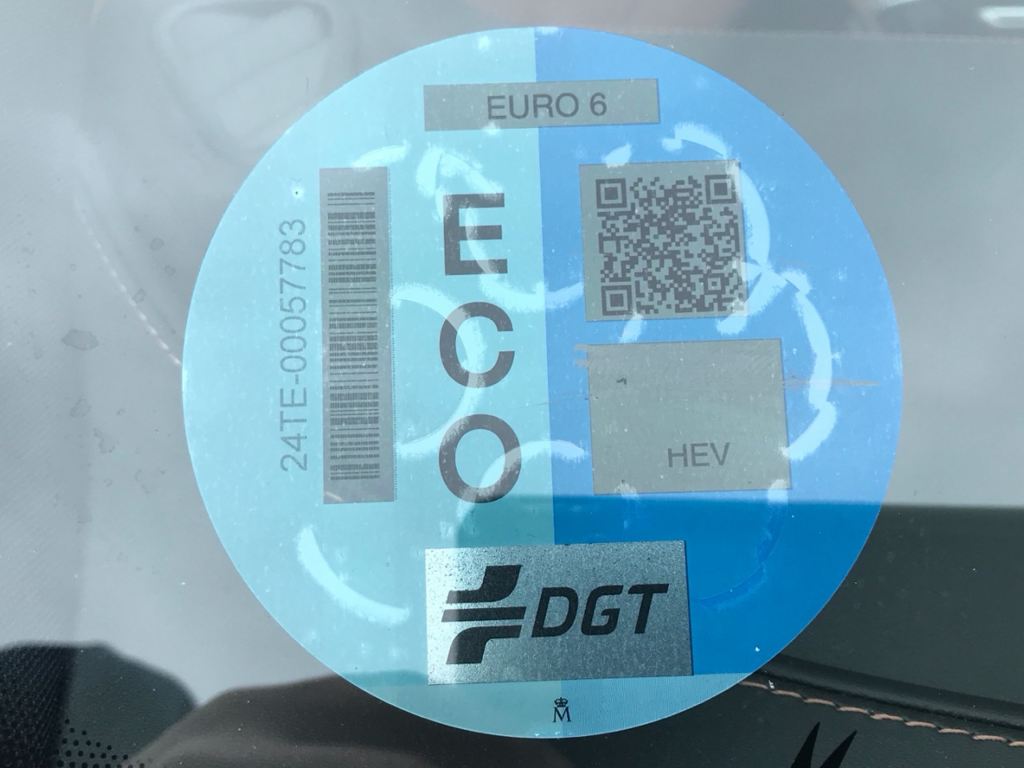 EURO 6
24TE-00057783
ECO
HEV
DGT
M